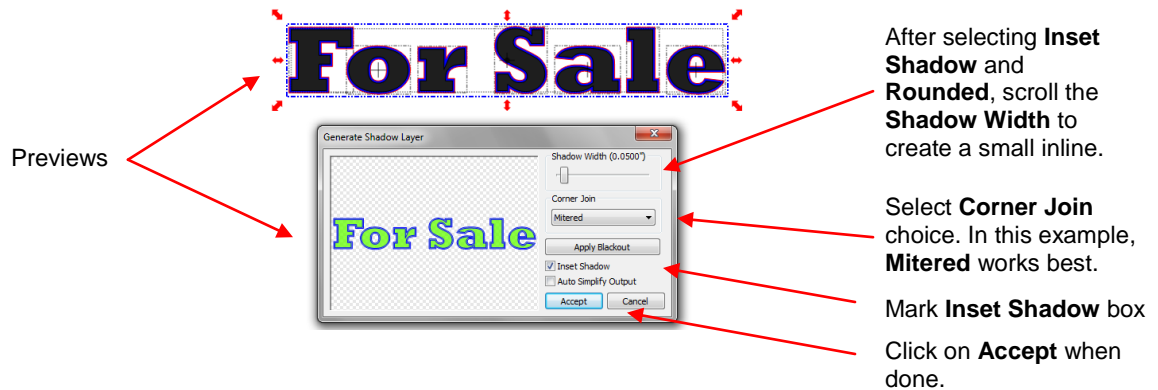 For Sale
After selecting Inset
Shadow and
Rounded, scroll the
Shadow Width to
create a small inline.
Previews
Generate Shadow Layer
For Sale
Shadow Width (0.0500")
Corner Join
Mitered
Apply Blackout
Inset Shadow
Auto Simplify Output
Accept Cancel
Select Corner Join
choice. In this example,
Mitered works best.
Mark Inset Shadow box
Click on Accept when
done.